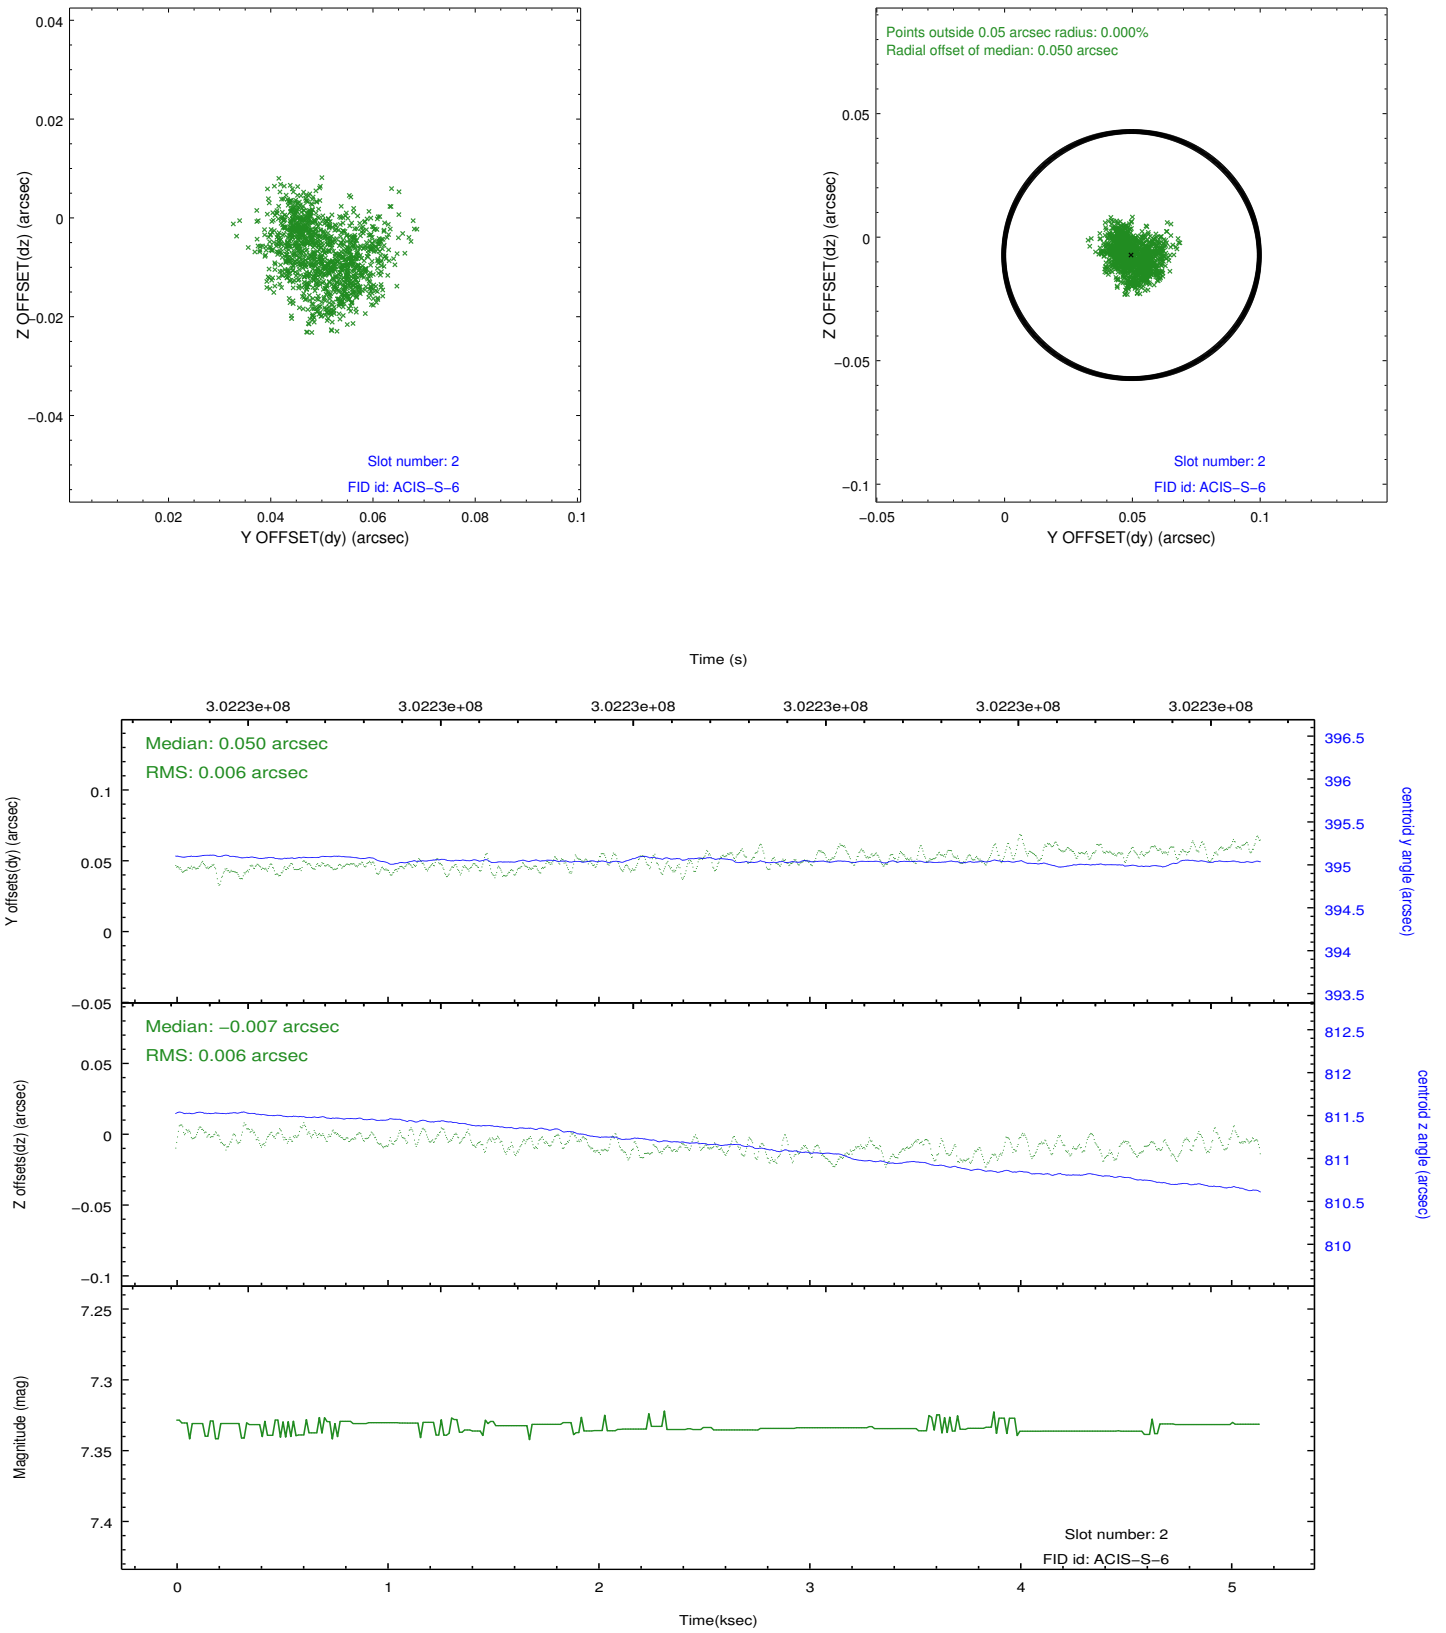 0.04
0.02
0
−0.02
−0.04
Z OFFSET(dz) (arcsec)
Slot number: 2
FID id: ACIS−S−6
0.02
0.04
0.06
0.08
0.1
Y OFFSET(dy) (arcsec)
Points outside 0.05 arcsec radius: 0.000%
Radial offset of median: 0.050 arcsec
0.05
0
−0.05
−0.1
Z OFFSET(dz) (arcsec)
Slot number: 2
FID id: ACIS−S−6
−0.05
0
0.05
0.1
Y OFFSET(dy) (arcsec)
Time (s)
3.0223e+08
3.0223e+08
3.0223e+08
3.0223e+08
3.0223e+08
3.0223e+08
Median: 0.050 arcsec
RMS: 0.006 arcsec
0.1
0.05
0
−0.05
Y offsets(dy) (arcsec)
396.5
396
395.5
395
394.5
394
393.5
centroid y angle (arcsec)
Median: −0.007 arcsec
RMS: 0.006 arcsec
0.05
0
−0.05
−0.1
Z offsets(dz) (arcsec)
812.5
812
811.5
811
810.5
810
centroid z angle (arcsec)
7.25
7.3
7.35
7.4
Magnitude (mag)
Slot number: 2
FID id: ACIS−S−6
0
1
2
3
4
5
Time(ksec)